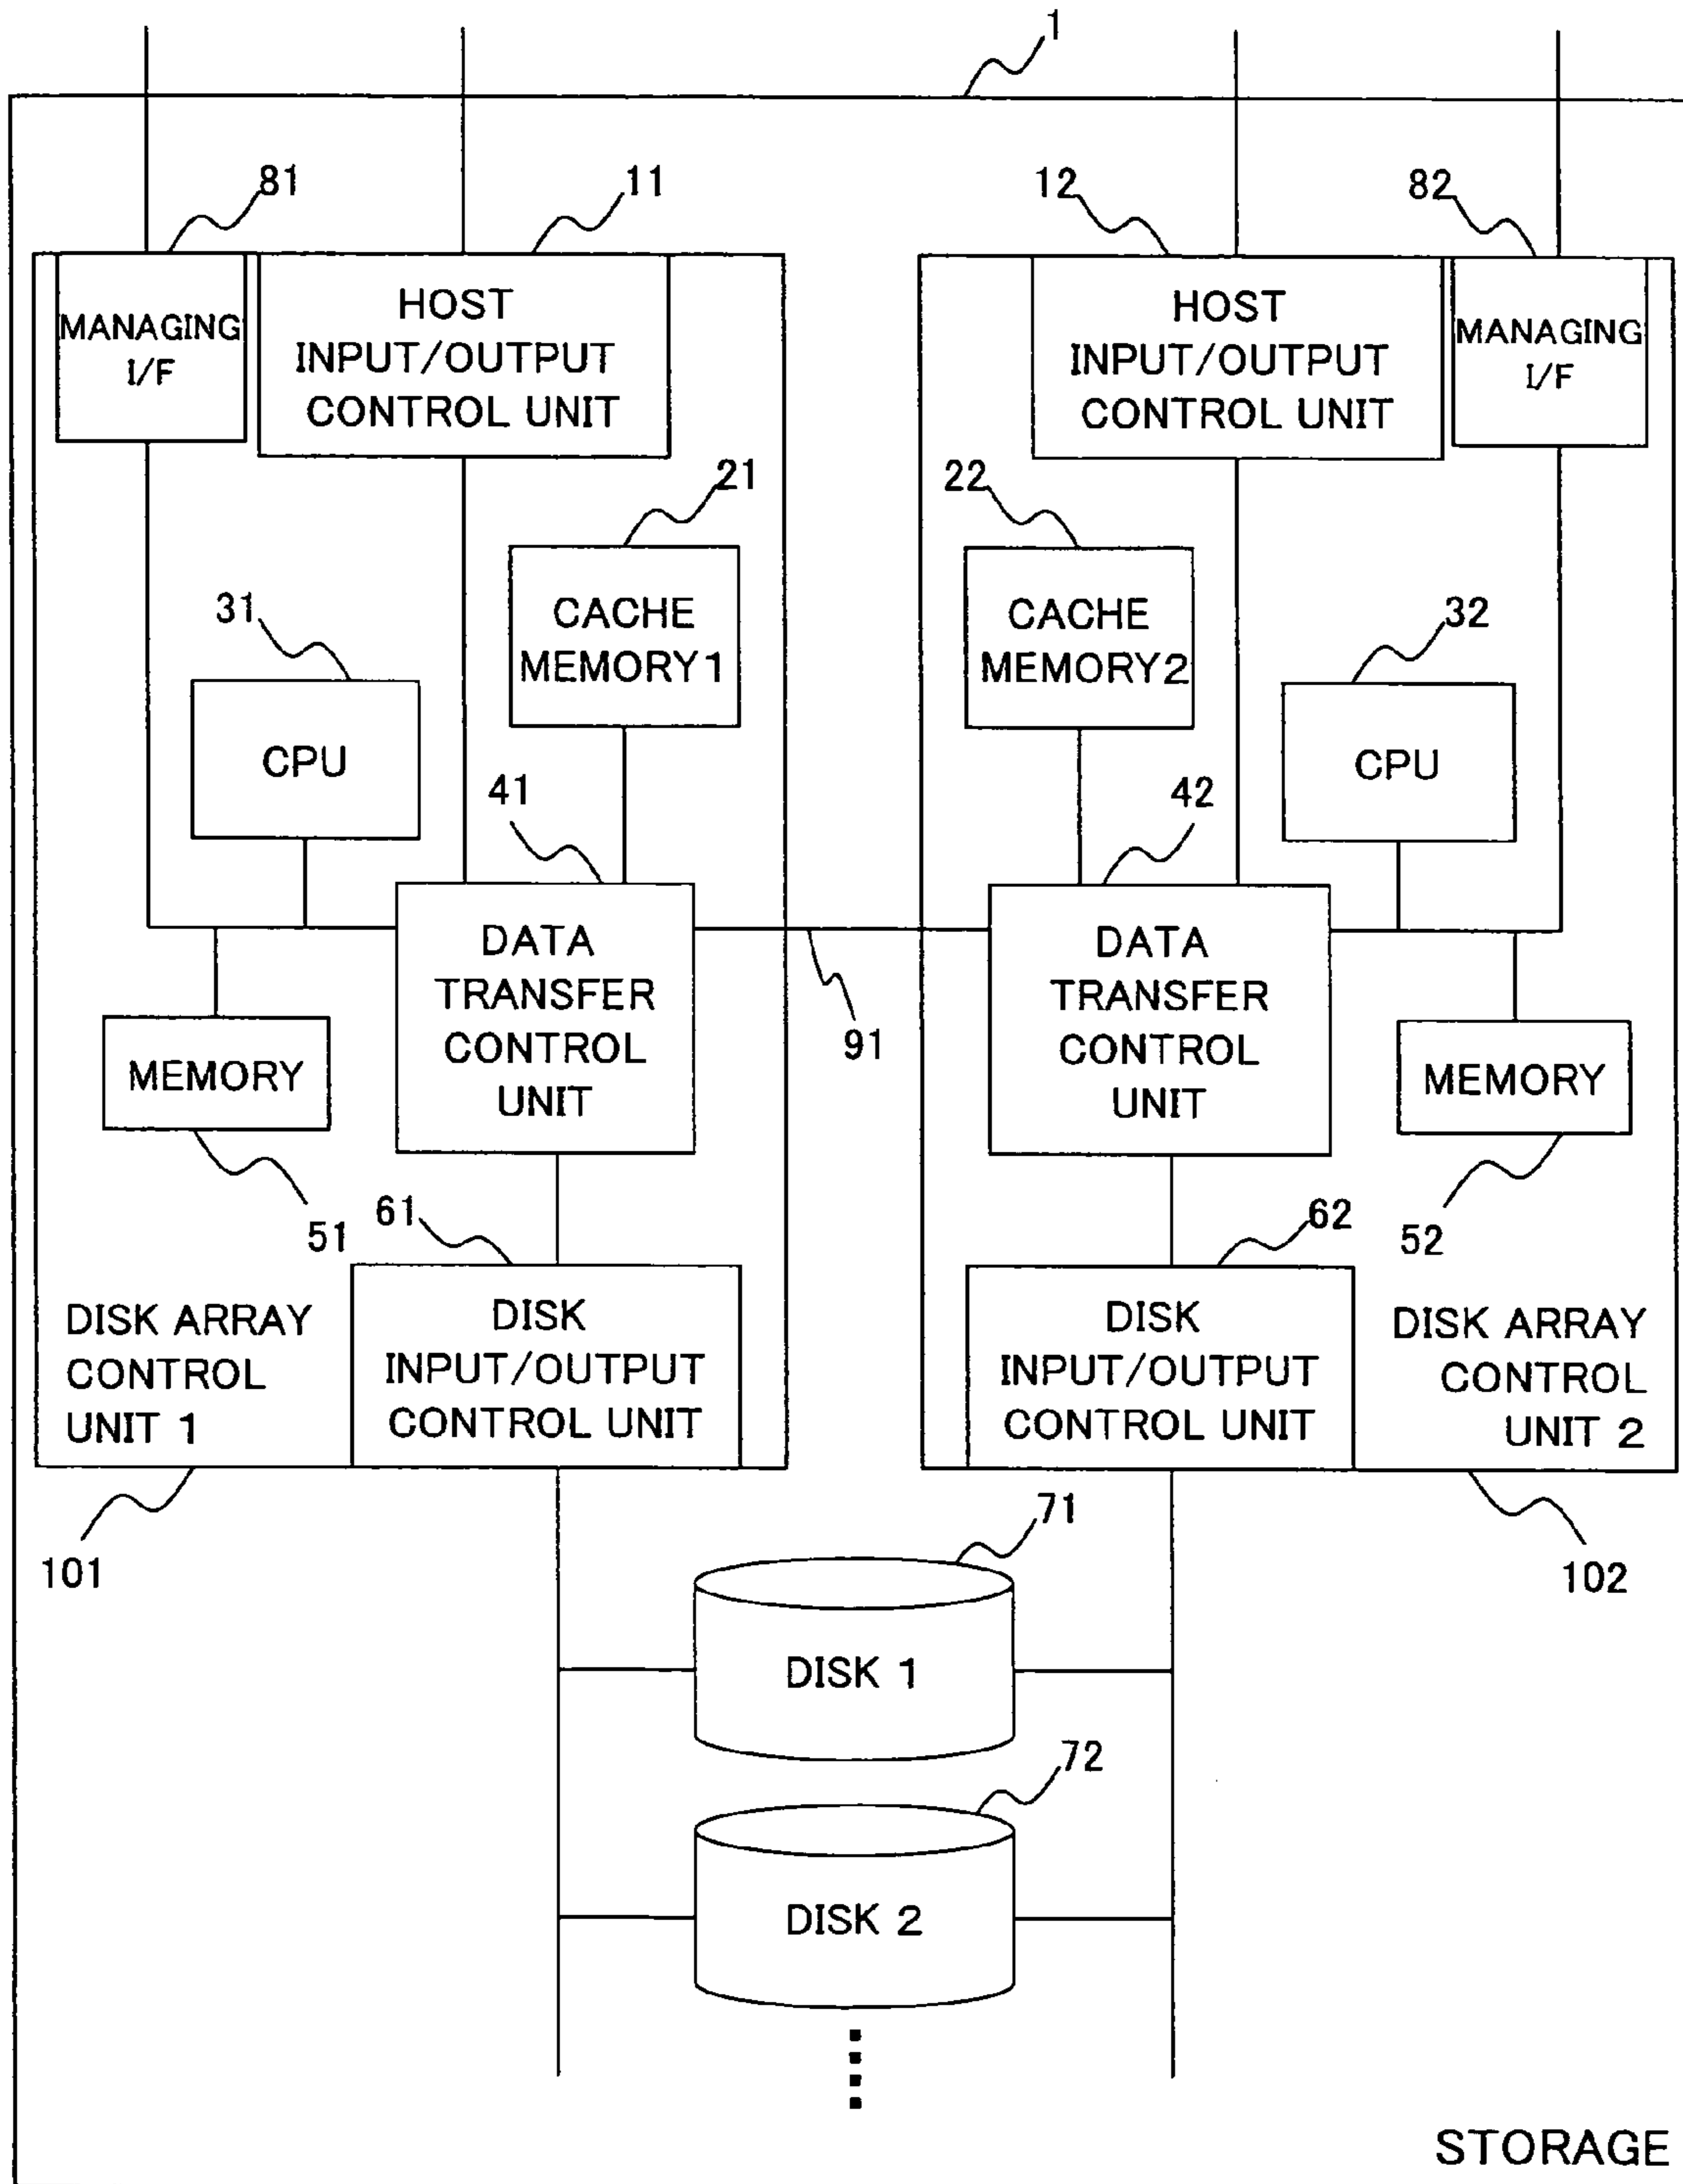 1
81
11
12
82
MANAGING
I/F
HOST
INPUT/OUTPUT
CONTROL UNIT
HOST
INPUT/OUTPUT
CONTROL UNIT
MANAGING
I/F
21
22
31
CACHE
MEMORY1
CACHE
MEMORY2
32
CPU
CPU
41
42
DATA
TRANSFER
CONTROL
UNIT
91
DATA
TRANSFER
CONTROL
UNIT
MEMORY
MEMORY
51
61
62
52
DISK ARRAY
CONTROL
UNIT 1
DISK
INPUT/OUTPUT
CONTROL UNIT
DISK
INPUT/OUTPUT
CONTROL UNIT
DISK ARRAY
CONTROL
UNIT 2
101
71
102
DISK 1
72
DISK 2
STORAGE